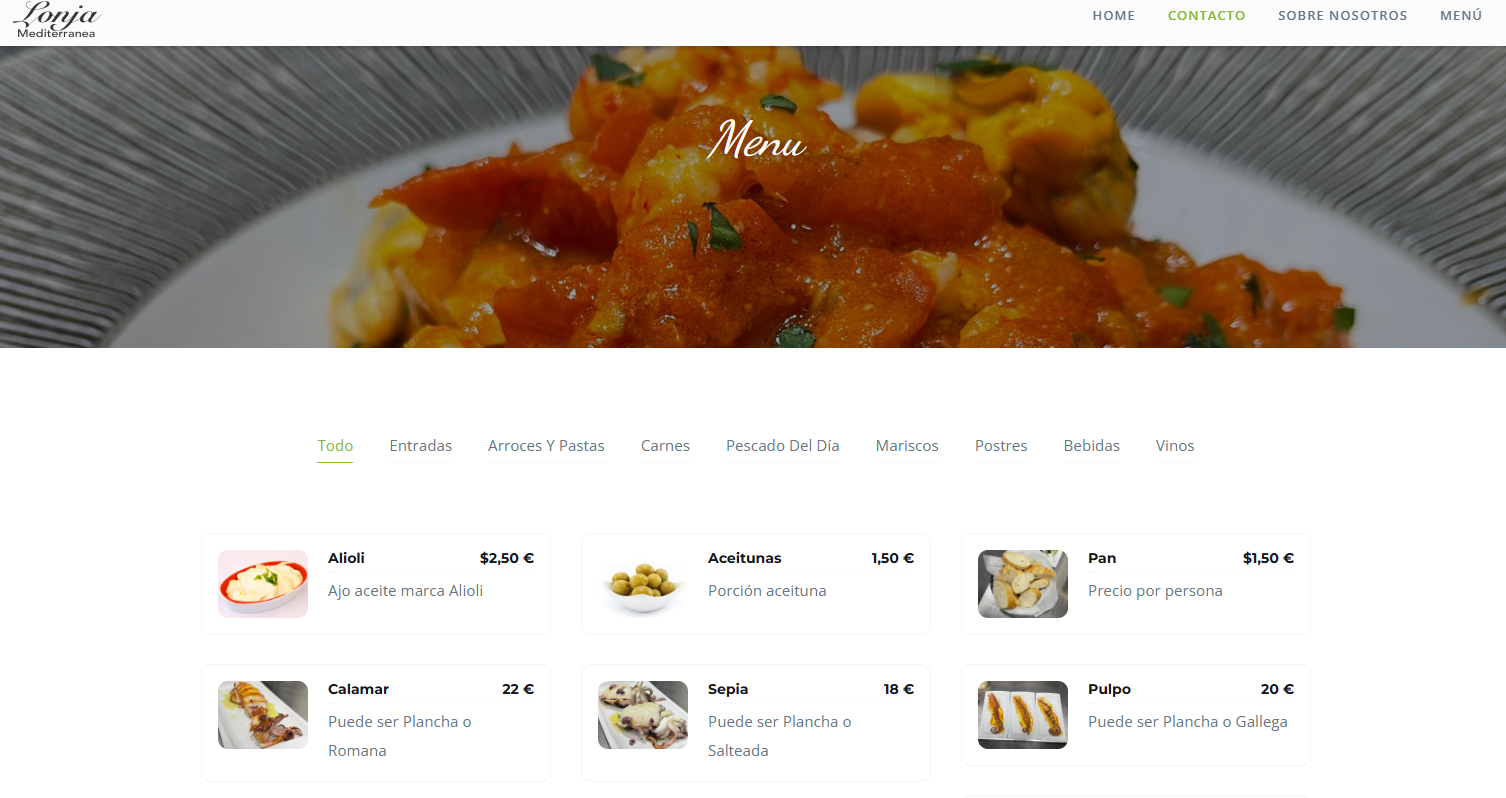 Lonja
Mediterranea
HOME CONTACTO SOBRE NOSOTROS MENÚ
Menu
Todo Entradas Arroces Y Pastas Carnes Pescado Del Día Mariscos Postres Bebidas Vinos
Alioli $2,50 €
Ajo aceite marca Alioli
Aceitunas 1,50 €
Porción aceituna
Pan $1,50 €
Precio por persona
Calamar 22 €
Puede ser Plancha o
Romana
Sepia 18 €
Puede ser Plancha o
Salteada
Pulpo 20 €
Puede ser Plancha o Gallega